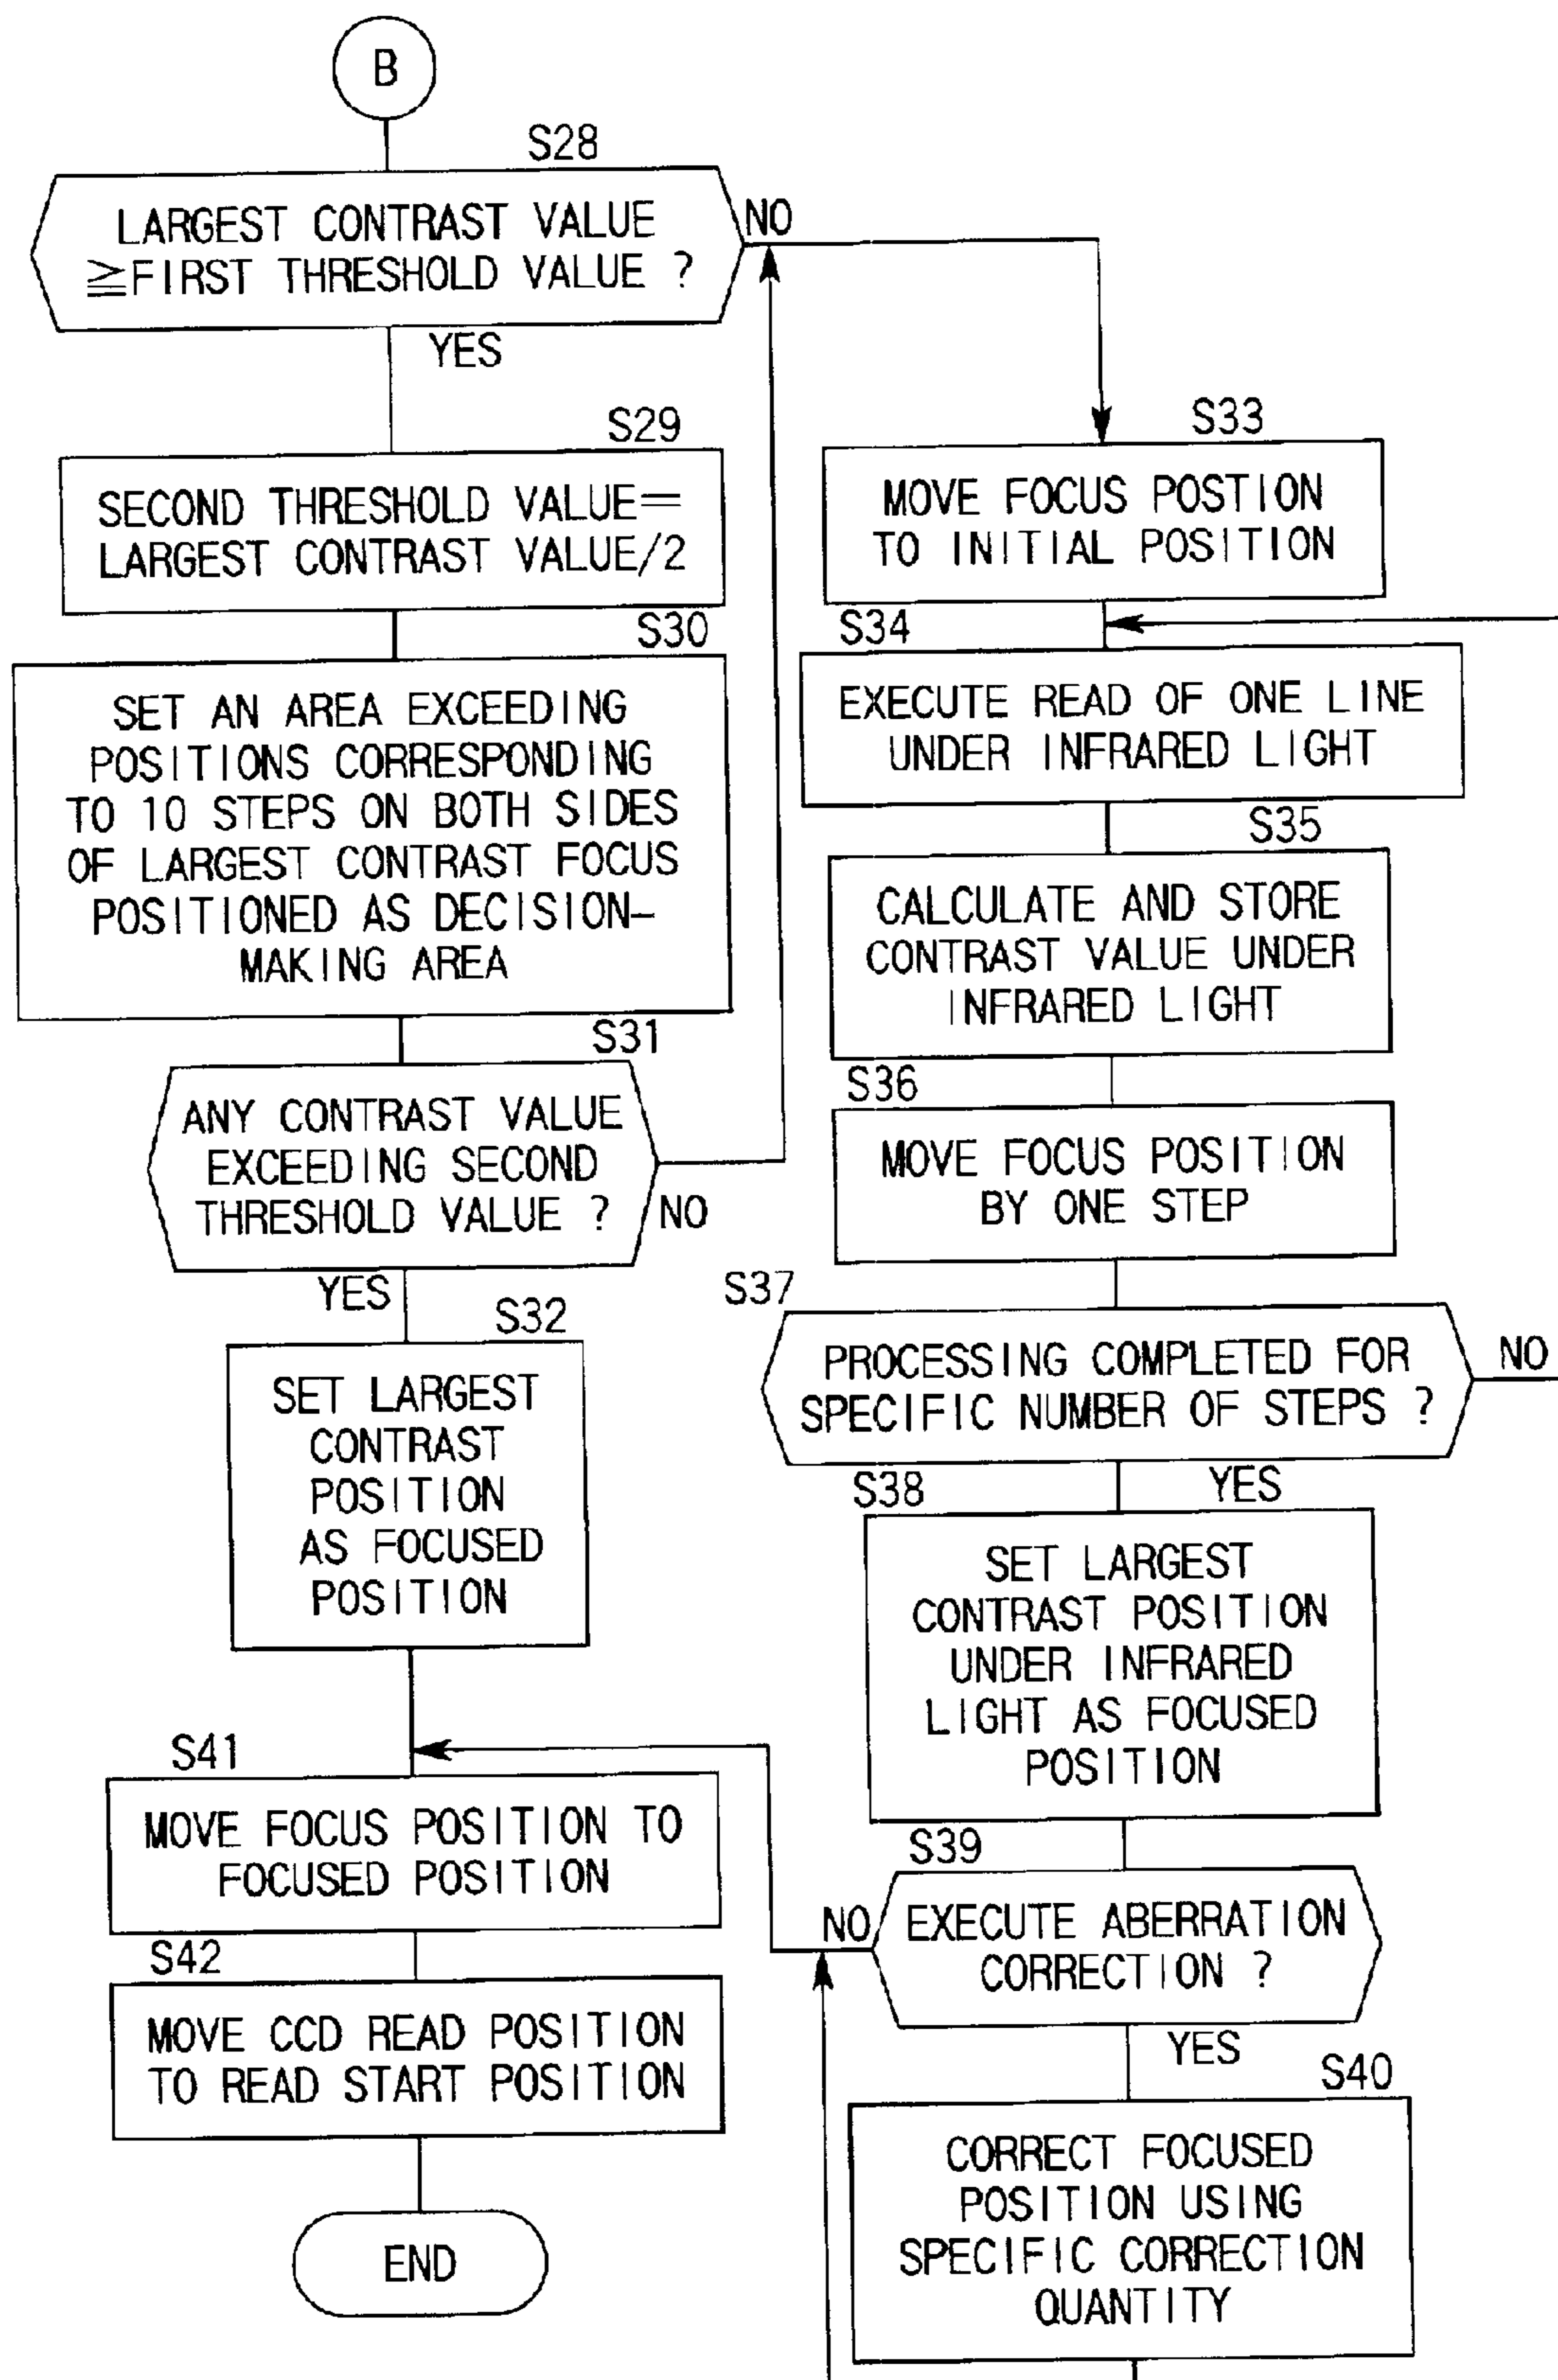 B
S28
LARGEST CONTRAST VALUE
≧FIRST THRESHOLD VALUE ?
NO
YES
S29
SECOND THRESHOLD VALUE=
LARGEST CONTRAST VALUE/2
S30
SET AN AREA EXCEEDING
POSITIONS CORRESPONDING
TO 10 STEPS ON BOTH SIDES
OF LARGEST CONTRAST FOCUS
POSITIONED AS DECISION-
MAKING AREA
S31
ANY CONTRAST VALUE
EXCEEDING SECOND
THRESHOLD VALUE ?
NO
YES
S32
SET LARGEST
CONTRAST
POSITION
AS FOCUSED
POSITION
S41
MOVE FOCUS POSITION TO
FOCUSED POSITION
S42
MOVE CCD READ POSITION
TO READ START POSITION
END
S33
MOVE FOCUS POSTION
TO INITIAL POSITION
S34
EXECUTE READ OF ONE LINE
UNDER INFRARED LIGHT
S35
CALCULATE AND STORE
CONTRAST VALUE UNDER
INFRARED LIGHT
S36
MOVE FOCUS POSITION
BY ONE STEP
S37
PROCESSING COMPLETED FOR
SPECIFIC NUMBER OF STEPS ?
NO
YES
S38
SET LARGEST
CONTRAST POSITION
UNDER INFRARED
LIGHT AS FOCUSED
POSITION
S39
EXECUTE ABERRATION
CORRECTION ?
NO
YES
S40
CORRECT FOCUSED
POSITION USING
SPECIFIC CORRECTION
QUANTITY